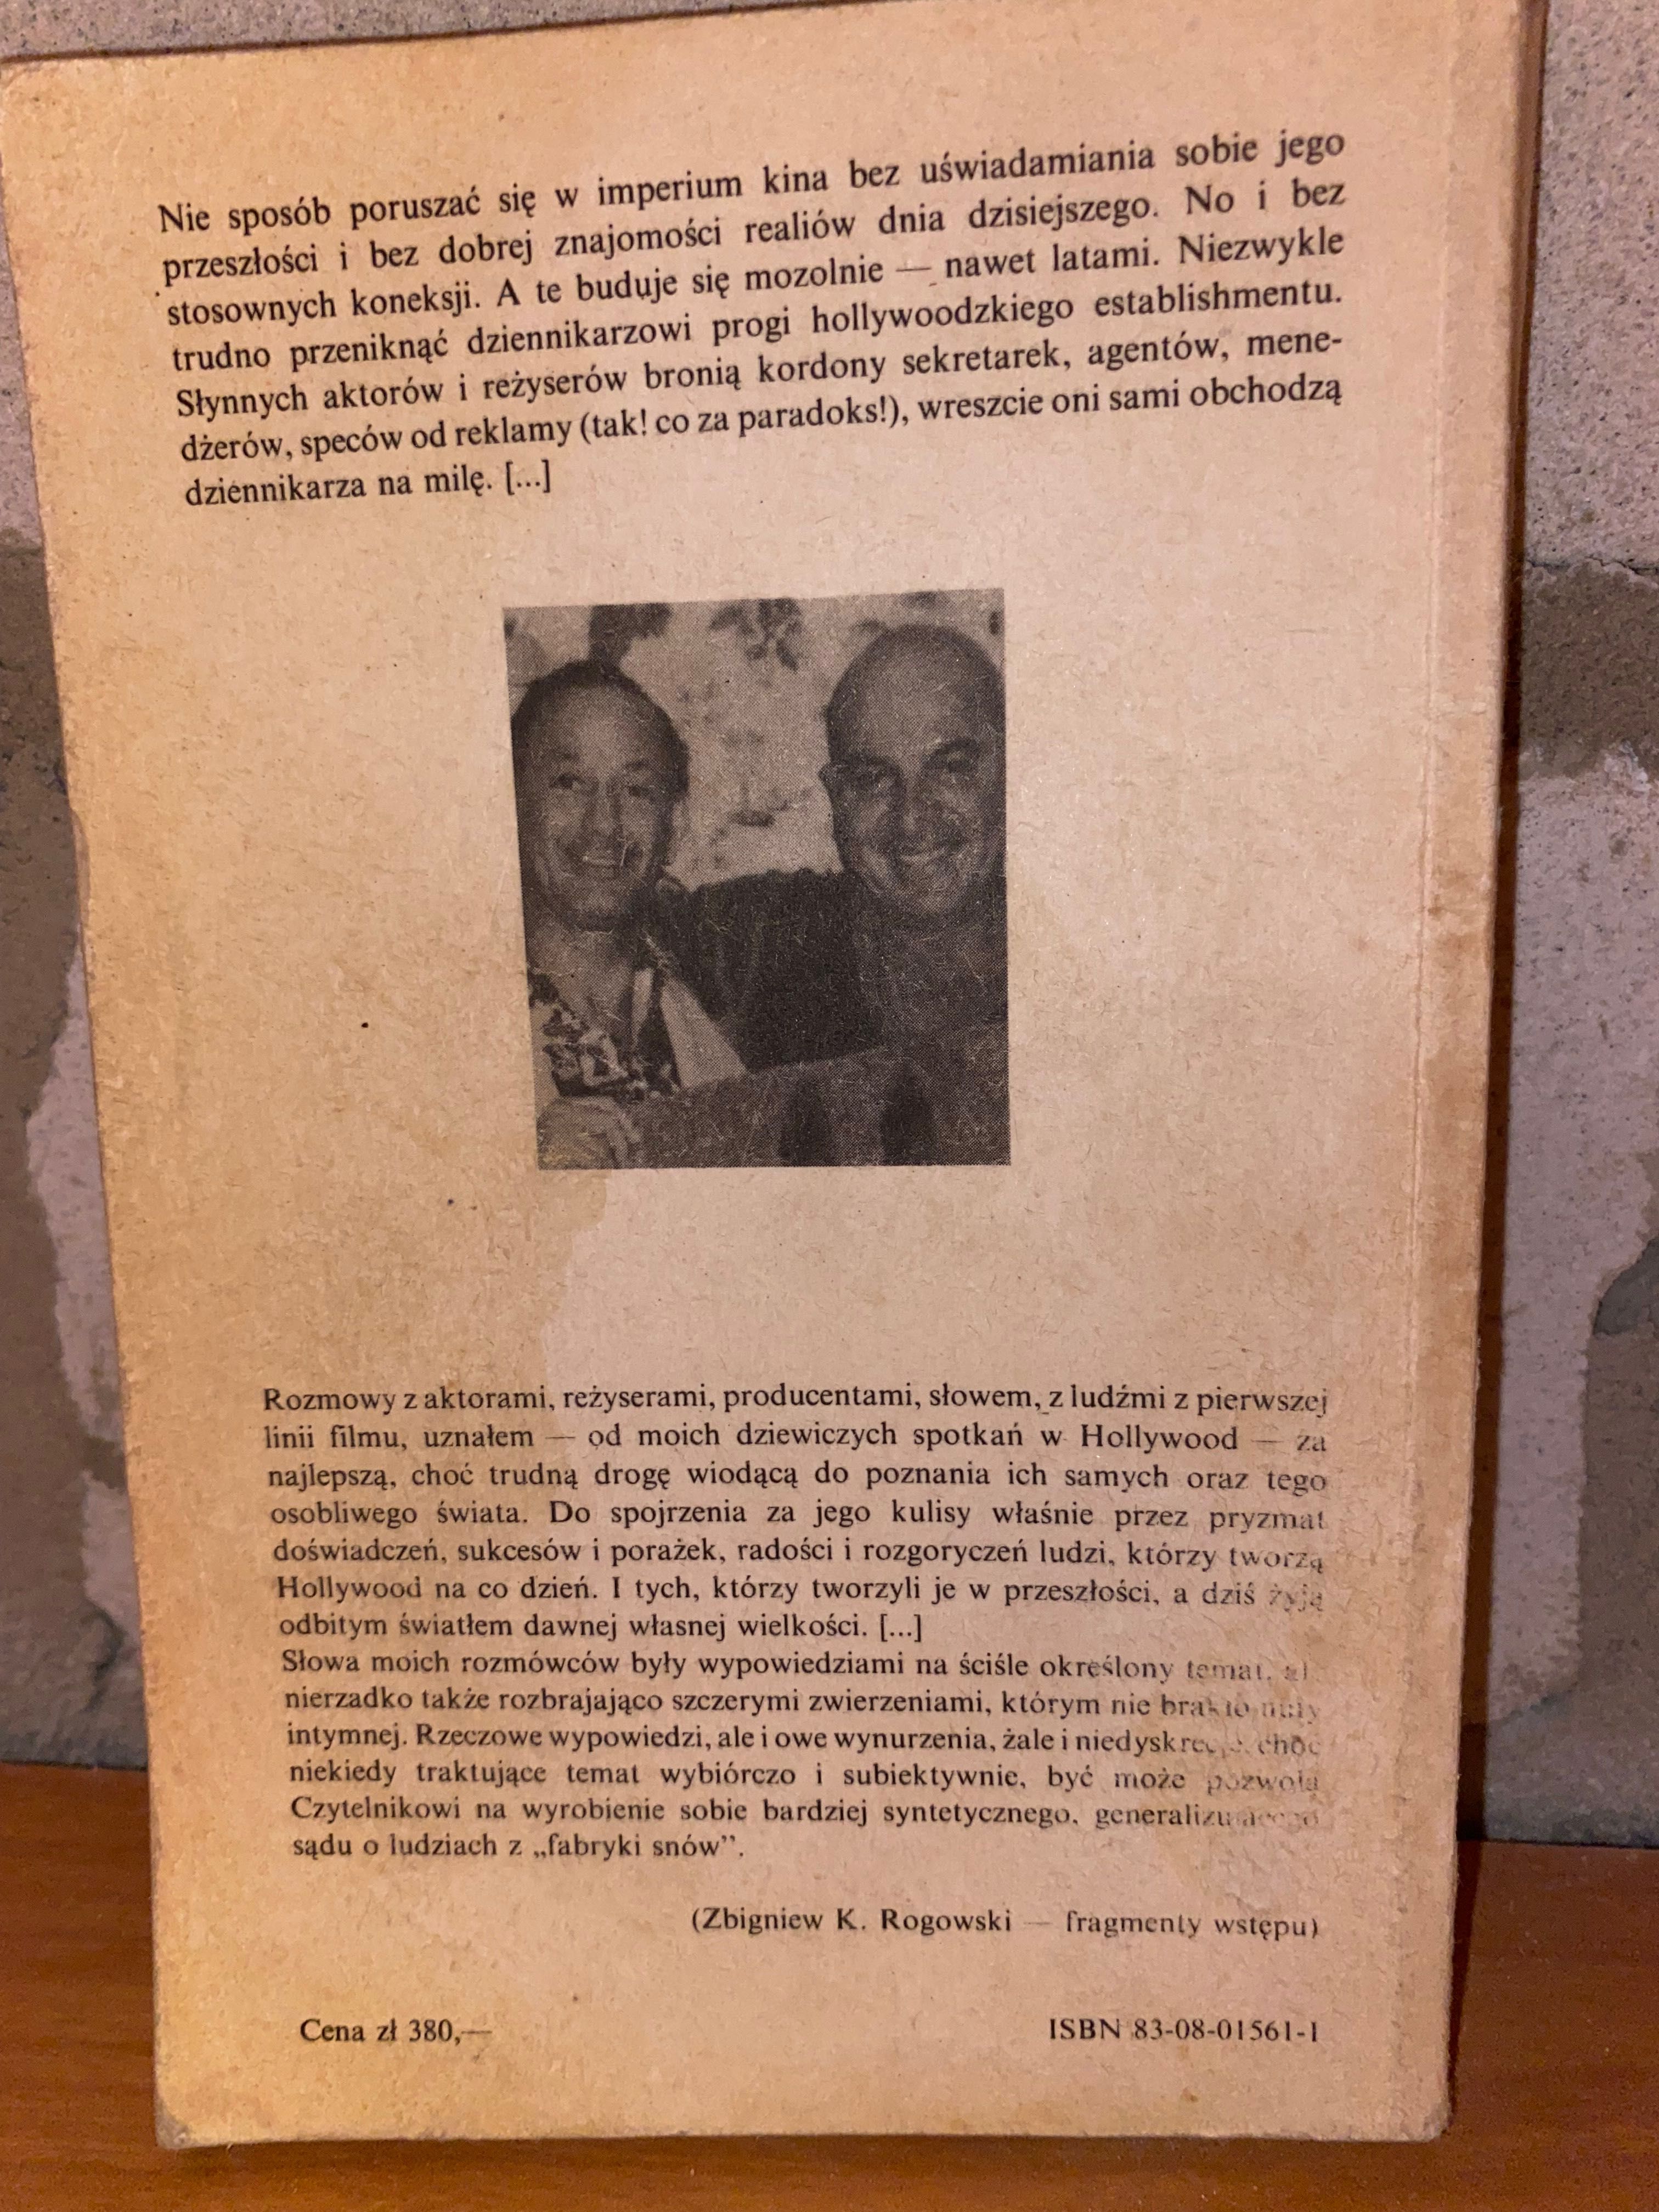 Nie sposób poruszać się w imperium kina bez uświadamiania sobie jego
przeszłości i bez dobrej znajomości realiów dnia dzisiejszego. No i bez
stosownych koneksji. A te buduje się mozolnie — nawet latami. Niezwykle
trudno przeniknąć dziennikarzowi progi hollywoodzkiego establishmentu.
Słynnych aktorów i reżyserów bronią kordony sekretarek, agentów, mene-
dżerów, speców od reklamy (tak! co za paradoks!), wreszcie oni sami obchodzą
dziennikarza na milę. [...]
Rozmowy z aktorami, reżyserami, producentami, słowem, z ludźmi z pierwszej
linii filmu, uznałem — od moich dziewiczych spotkań w Hollywood — za
najlepszą, choć trudną drogę wiodącą do poznania ich samych oraz tego
osobliwego świata. Do spojrzenia za jego kulisy właśnie przez pryzmat
doświadczeń, sukcesów i porażek, radości i rozgoryczeń ludzi, którzy tworzą
Hollywood na co dzień. I tych, którzy tworzyli je w przeszłości, a dziś żyją
odbitym światłem dawnej własnej wielkości. [...]
Słowa moich rozmówców były wypowiedziami na ściśle określony temat,
nierzadko także rozbrajająco szczerymi zwierzeniami, którym nie brakło nuty
intymnej. Rzeczowe wypowiedzi, ale i owe wynurzenia, żale i niedyskrecje, choć
niekiedy traktujące temat wybiórczo i subiektywnie, być może pozwolą
Czytelnikowi na wyrobienie sobie bardziej syntetycznego, generalizującego
sądu o ludziach z „fabryki snów”.
(Zbigniew K. Rogowski — fragmenty wstępu)
Cena zł 380,— ISBN 83-08-01561-1